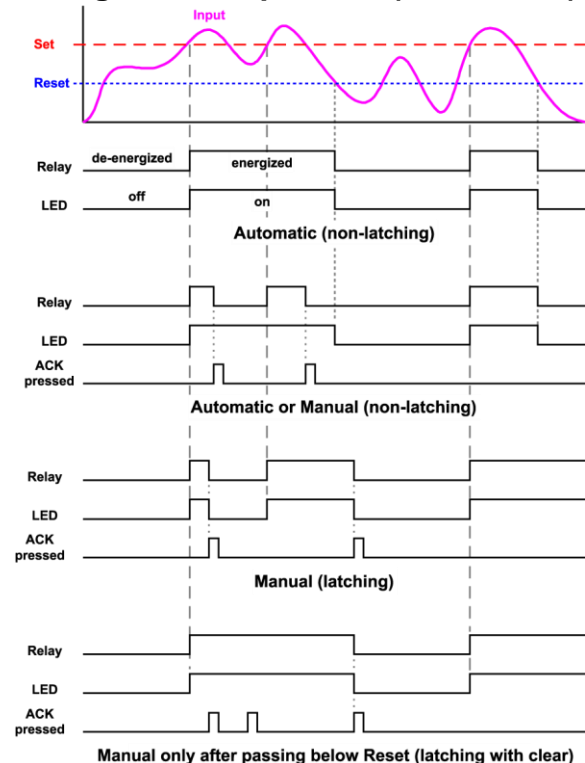 Input
Set
Reset
de-energized
energized
Relay
off
on
LED
Automatic (non-latching)
Relay
LED
ACK
pressed
Automatic or Manual (non-latching)
Relay
LED
ACK
pressed
Manual (latching)
Relay
LED
ACK
pressed
Manual only after passing below Reset (latching with clear)